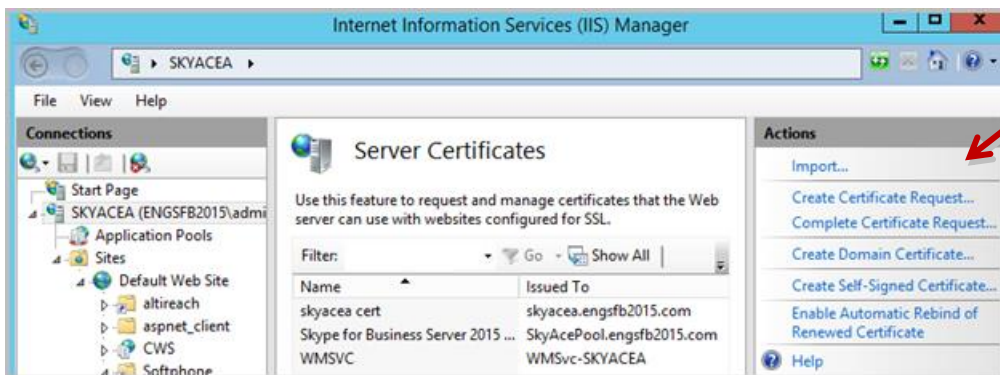 Internet Information Services (IIS) Manager
SKYACEA
File View Help
Connections
Start Page
SKYACEA (ENGSFB2015\admi
Application Pools
Sites
Default Web Site
altireach
aspnet_client
CWS
Softphone
Server Certificates
Use this feature to request and manage certificates that the Web
server can use with websites configured for SSL.
Filter: Go Show All
Name Issued To
skyacea cert skyacea.engsfb2015.com
Skype for Business Server 2015 ... SkyAcePool.engsfb2015.com
WMSVC WMSvc-SKYACEA
Actions
Import...
Create Certificate Request...
Complete Certificate Request...
Create Domain Certificate...
Create Self-Signed Certificate...
Enable Automatic Rebind of
Renewed Certificate
Help